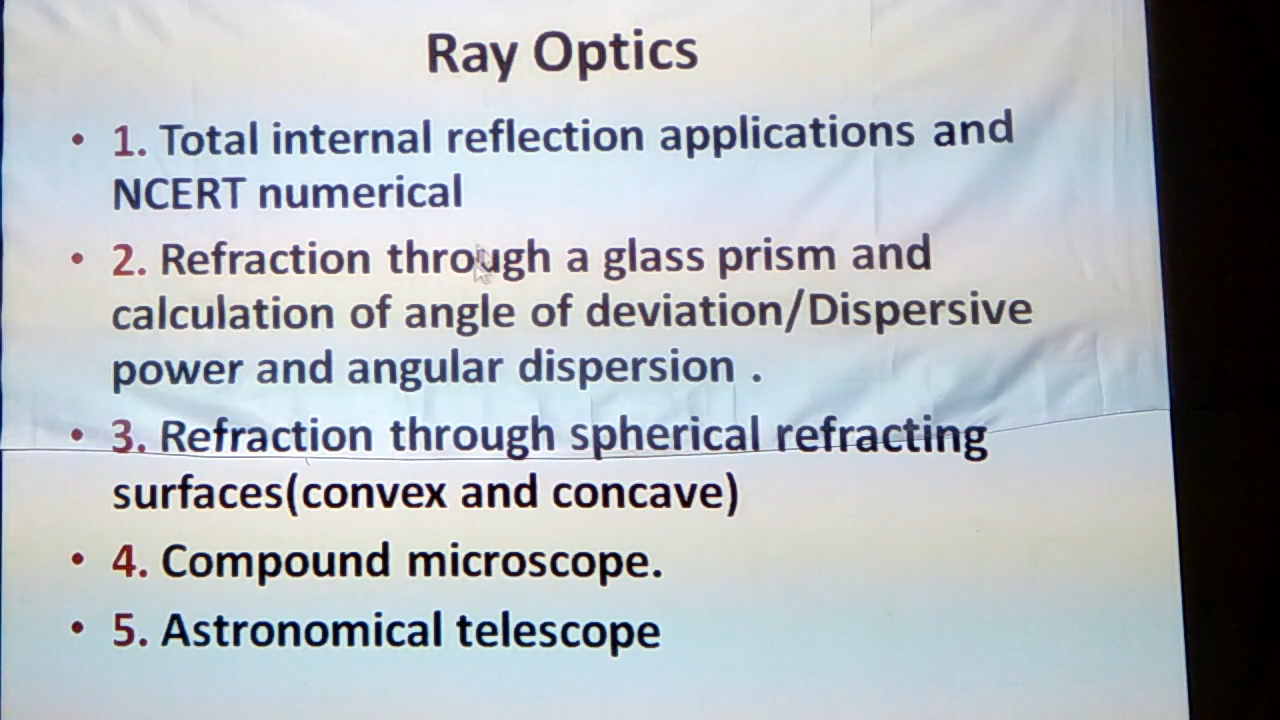 Ray Optics
• 1. Total internal reflection applications and
NCERT numerical
• 2. Refraction through a glass prism and
calculation of angle of deviation/Dispersive
power and angular dispersion .
• 3. Refraction through spherical refracting
surfaces(convex and concave)
• 4. Compound microscope.
• 5. Astronomical telescope